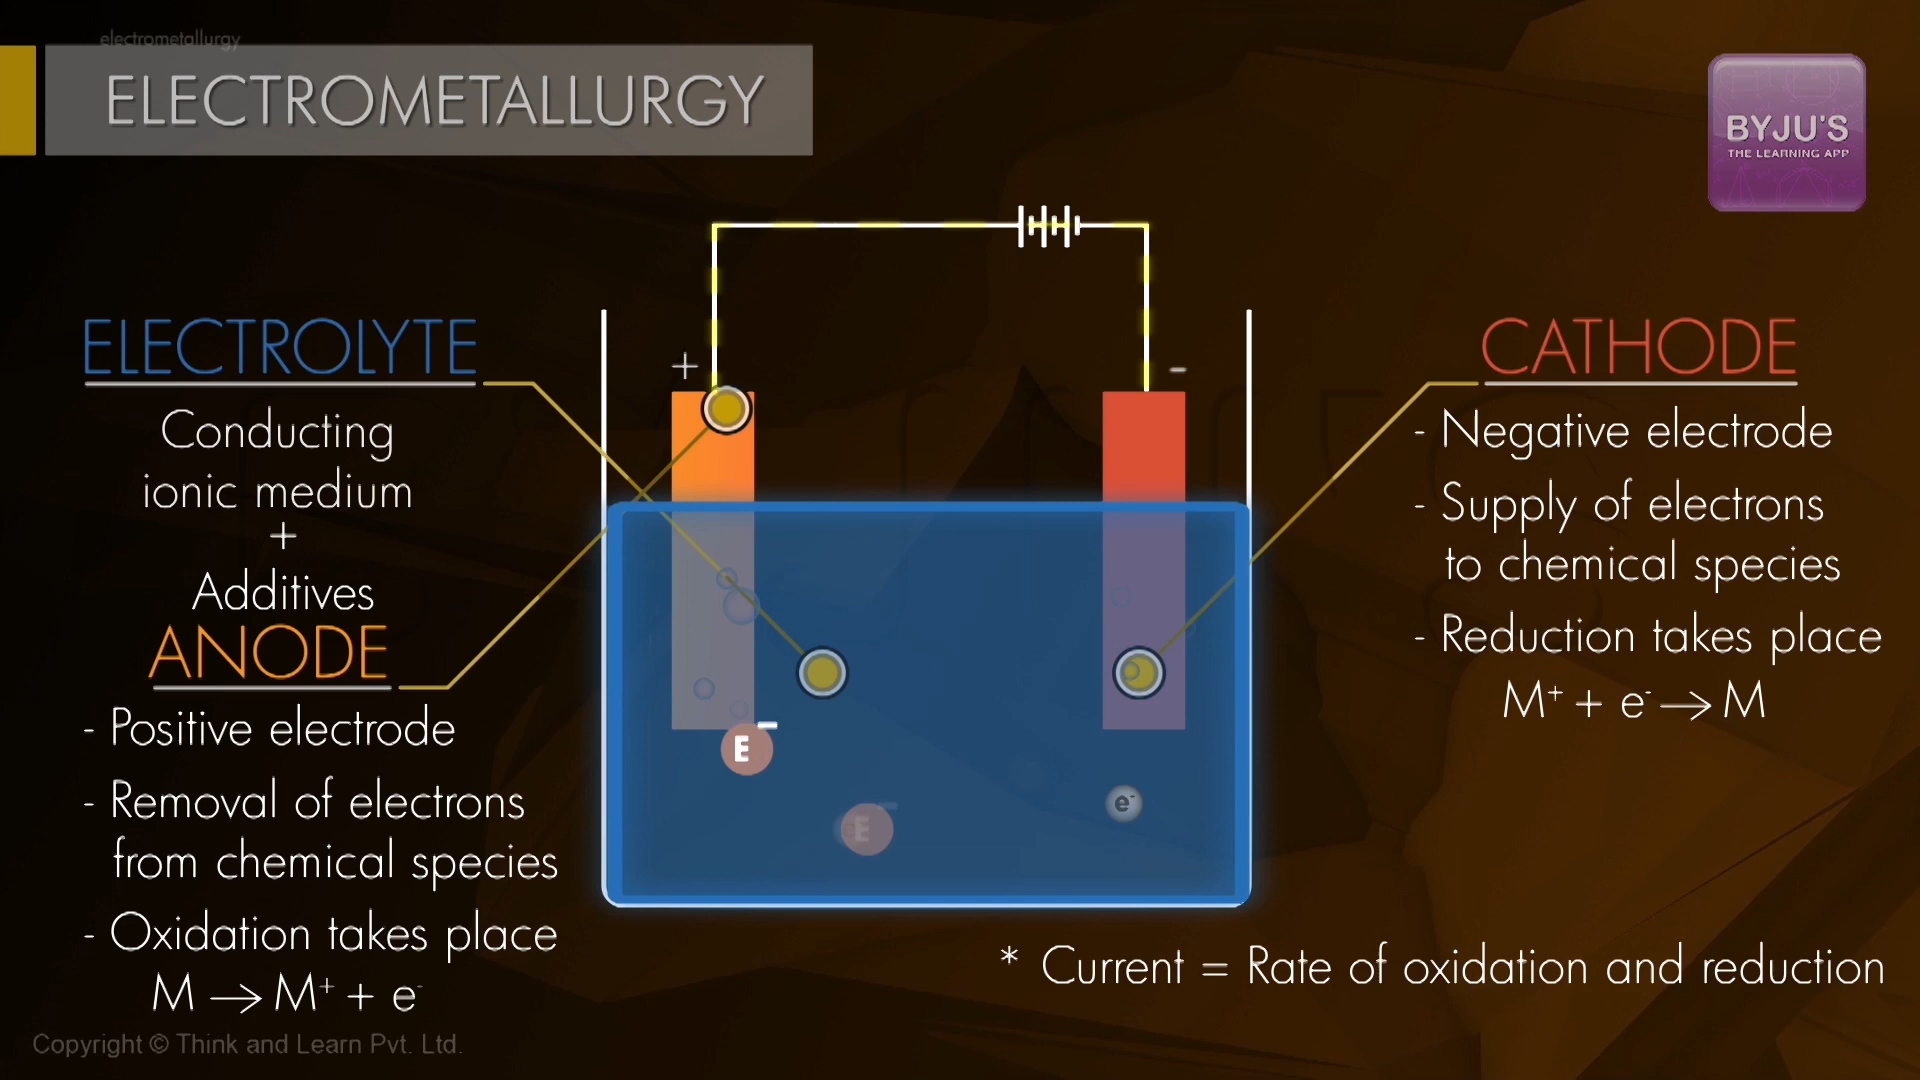 electrometallurgy
ELECTROMETALLURGY
BYJU'S
THE LEARNING APP
ELECTROLYTE
Conducting
ionic medium
+
Additives
ANODE
- Positive electrode
- Removal of electrons
from chemical species
- Oxidation takes place
M → M⁺ + e⁻
+
-
E⁻
E⁻
e⁻
CATHODE
- Negative electrode
- Supply of electrons
to chemical species
- Reduction takes place
M⁺ + e⁻ → M
* Current = Rate of oxidation and reduction
Copyright © Think and Learn Pvt. Ltd.